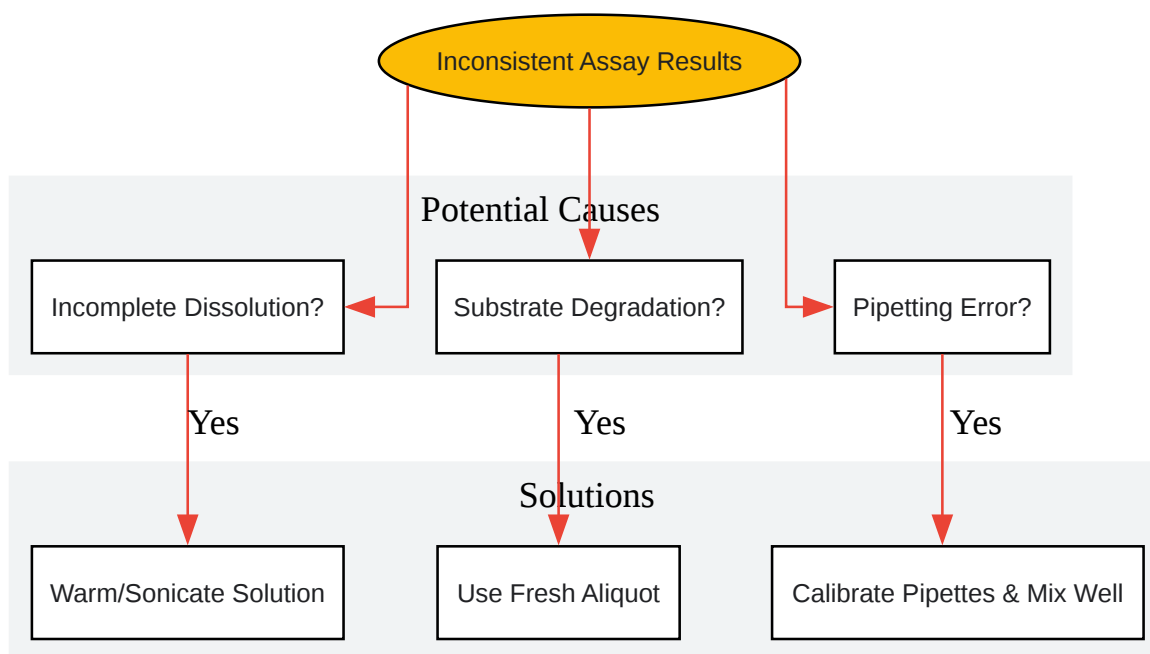 Inconsistent Assay Results
Potential Causes
Incomplete Dissolution?
Substrate Degradation?
Pipetting Error?
Yes
Yes
Yes
Solutions
Warm/Sonicate Solution
Use Fresh Aliquot
Calibrate Pipettes & Mix Well